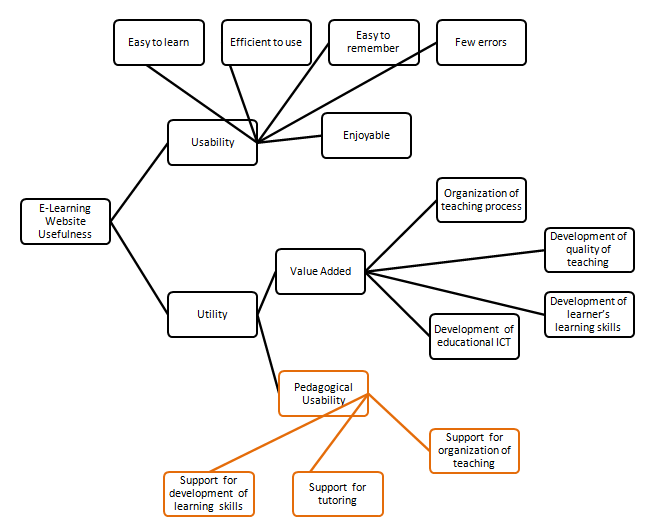 Easy to learn
Efficient to use
Easy to
remember
Few errors
Usability
Enjoyable
E-Learning
Website
Usefulness
Organization of
teaching process
Development of
quality of
teaching
Value Added
Utility
Development of
learner's
learning skills
Development of
educational ICT
Pedagogical
Usability
Support for
organization of
teaching
Support for
development of
learning skills
Support for
tutoring